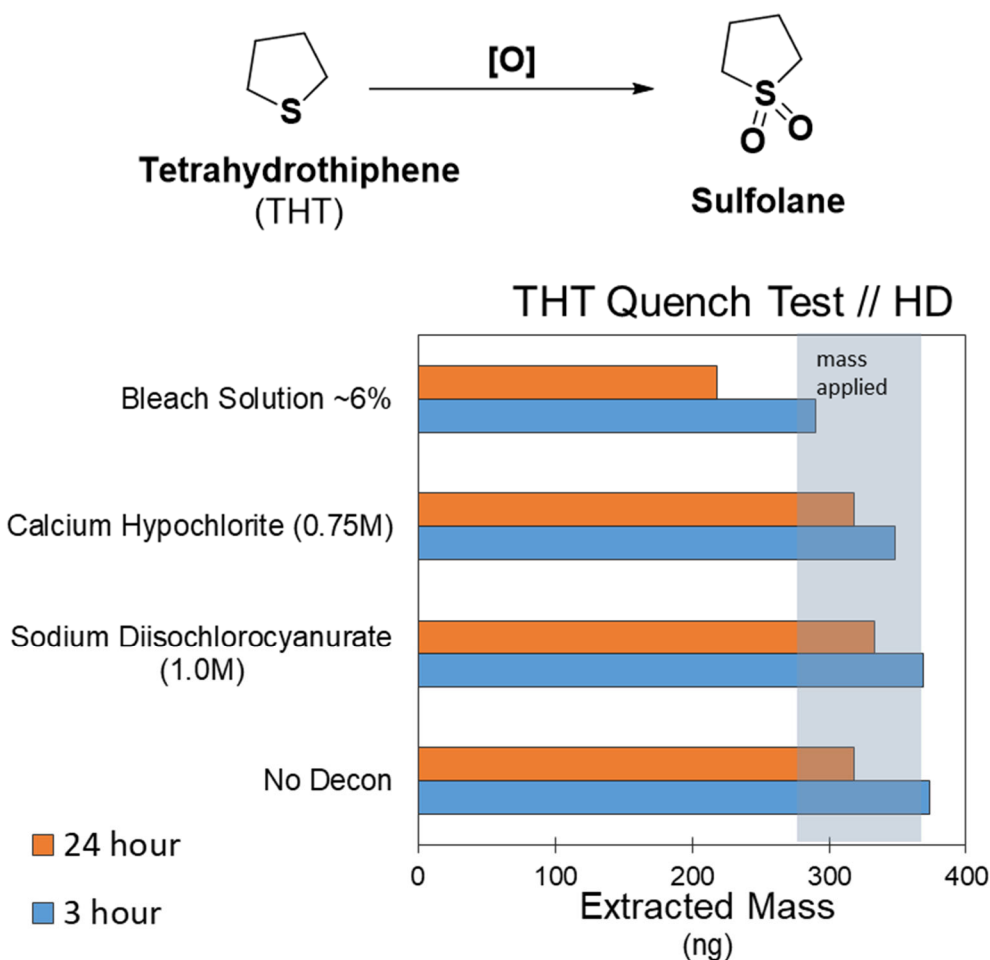 [O]
S
S
O
O
Tetrahydrothiphene
(THT)
Sulfolane
THT Quench Test // HD
mass
applied
Bleach Solution ~6%
Calcium Hypochlorite (0.75M)
Sodium Diisochlorocyanurate
(1.0M)
No Decon
24 hour
3 hour
0 100 200 300 400
Extracted Mass
(ng)